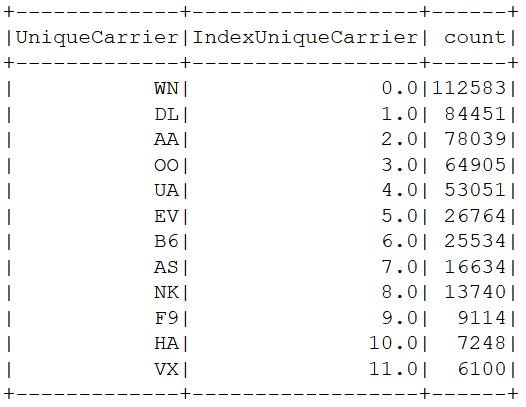 +-------------+------------------+------+
|UniqueCarrier|IndexUniqueCarrier| count|
+-------------+------------------+------+
|           WN|               0.0|112583|
|           DL|               1.0| 84451|
|           AA|               2.0| 78039|
|           OO|               3.0| 64905|
|           UA|               4.0| 53051|
|           EV|               5.0| 26764|
|           B6|               6.0| 25534|
|           AS|               7.0| 16634|
|           NK|               8.0| 13740|
|           F9|               9.0|  9114|
|           HA|              10.0|  7248|
|           VX|              11.0|  6100|
+-------------+------------------+------+